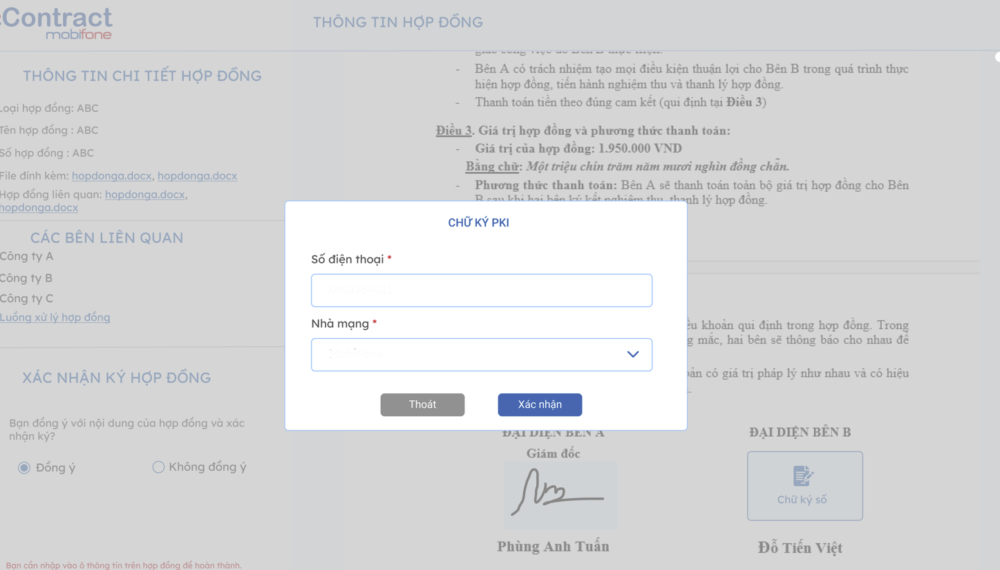 eContract
mobifone
THÔNG TIN HỢP ĐỒNG
THÔNG TIN CHI TIẾT HỢP ĐỒNG
Loại hợp đồng: ABC
Tên hợp đồng : ABC
Số hợp đồng : ABC
File đính kèm: hopdonga.docx, hopdonga.docx
Hợp đồng liên quan: hopdonga.docx,
hopdonga.docx
CÁC BÊN LIÊN QUAN
Công ty A
Công ty B
Công ty C
Luồng xử lý hợp đồng
XÁC NHẬN KÝ HỢP ĐỒNG
Bạn đồng ý với nội dung của hợp đồng và xác
nhận ký?
Đồng ý
Không đồng ý
Bạn cần nhập vào ô thông tin trên hợp đồng để hoàn thành.
giao công việc do Bên B thực hiện.
- Bên A có trách nhiệm tạo mọi điều kiện thuận lợi cho Bên B trong quá trình thực
hiện hợp đồng, tiến hành nghiệm thu và thanh lý hợp đồng.
- Thanh toán tiền theo đúng cam kết (qui định tại Điều 3)
Điều 3. Giá trị hợp đồng và phương thức thanh toán:
- Giá trị của hợp đồng: 1.950.000 VND
Bằng chữ: Một triệu chín trăm năm mươi nghìn đồng chẵn.
- Phương thức thanh toán: Bên A sẽ thanh toán toàn bộ giá trị hợp đồng cho Bên
B sau khi hai bên ký kết nghiệm thu, thanh lý hợp đồng.
CHỮ KÝ PKI
Số điện thoại *
Nhà mạng *
MobiFone
Thoát
Xác nhận
khoản qui định trong hợp đồng. Trong
mắc, hai bên sẽ thông báo cho nhau để
có giá trị pháp lý như nhau và có hiệu
ĐẠI DIỆN BÊN A
Giám đốc
Phùng Anh Tuấn
ĐẠI DIỆN BÊN B
Chữ ký số
Đỗ Tiến Việt